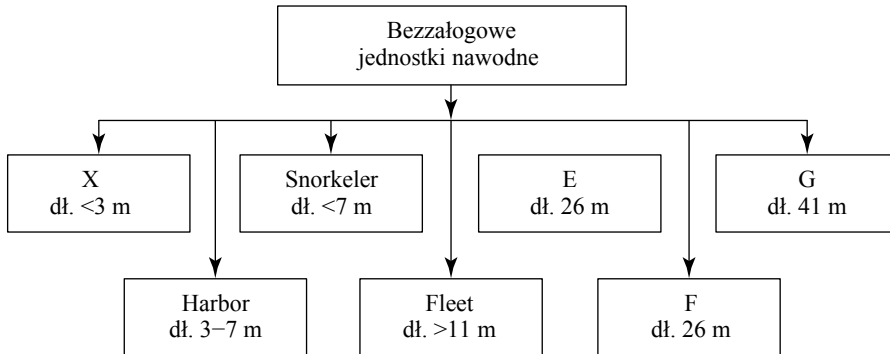 Bezzałogowe
jednostki nawodne
X
dł. <3 m
Snorkeler
dł. <7 m
E
dł. 26 m
G
dł. 41 m
Harbor
dł. 3−7 m
Fleet
dł. >11 m
F
dł. 26 m